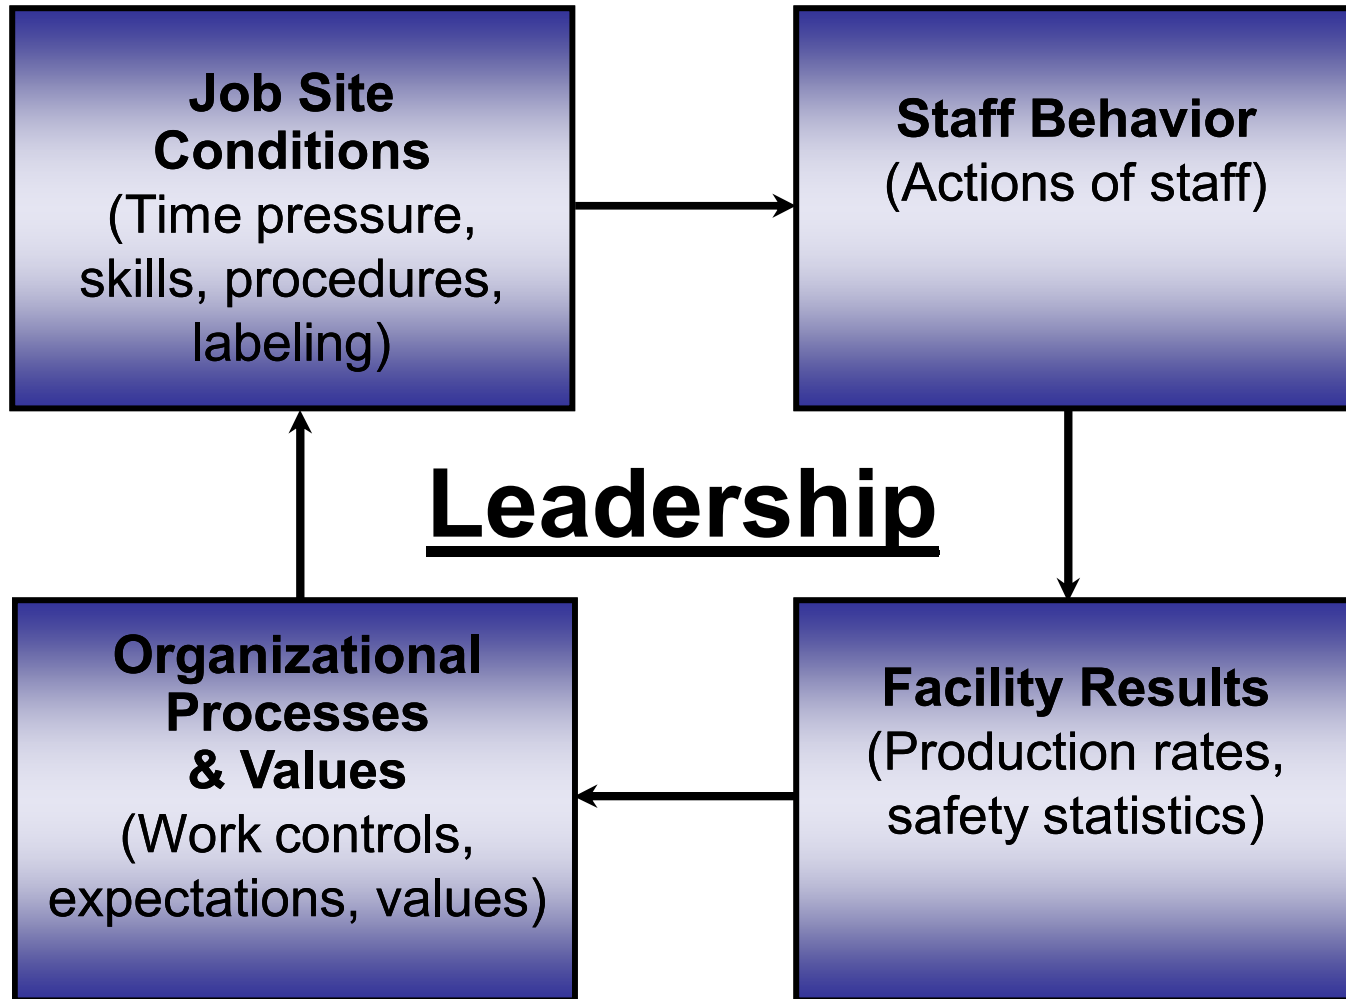 Job Site
Conditions
(Time pressure,
skills, procedures,
labeling)
Staff Behavior
(Actions of staff)
Leadership
Organizational
Processes
& Values
(Work controls,
expectations, values)
Facility Results
(Production rates,
safety statistics)